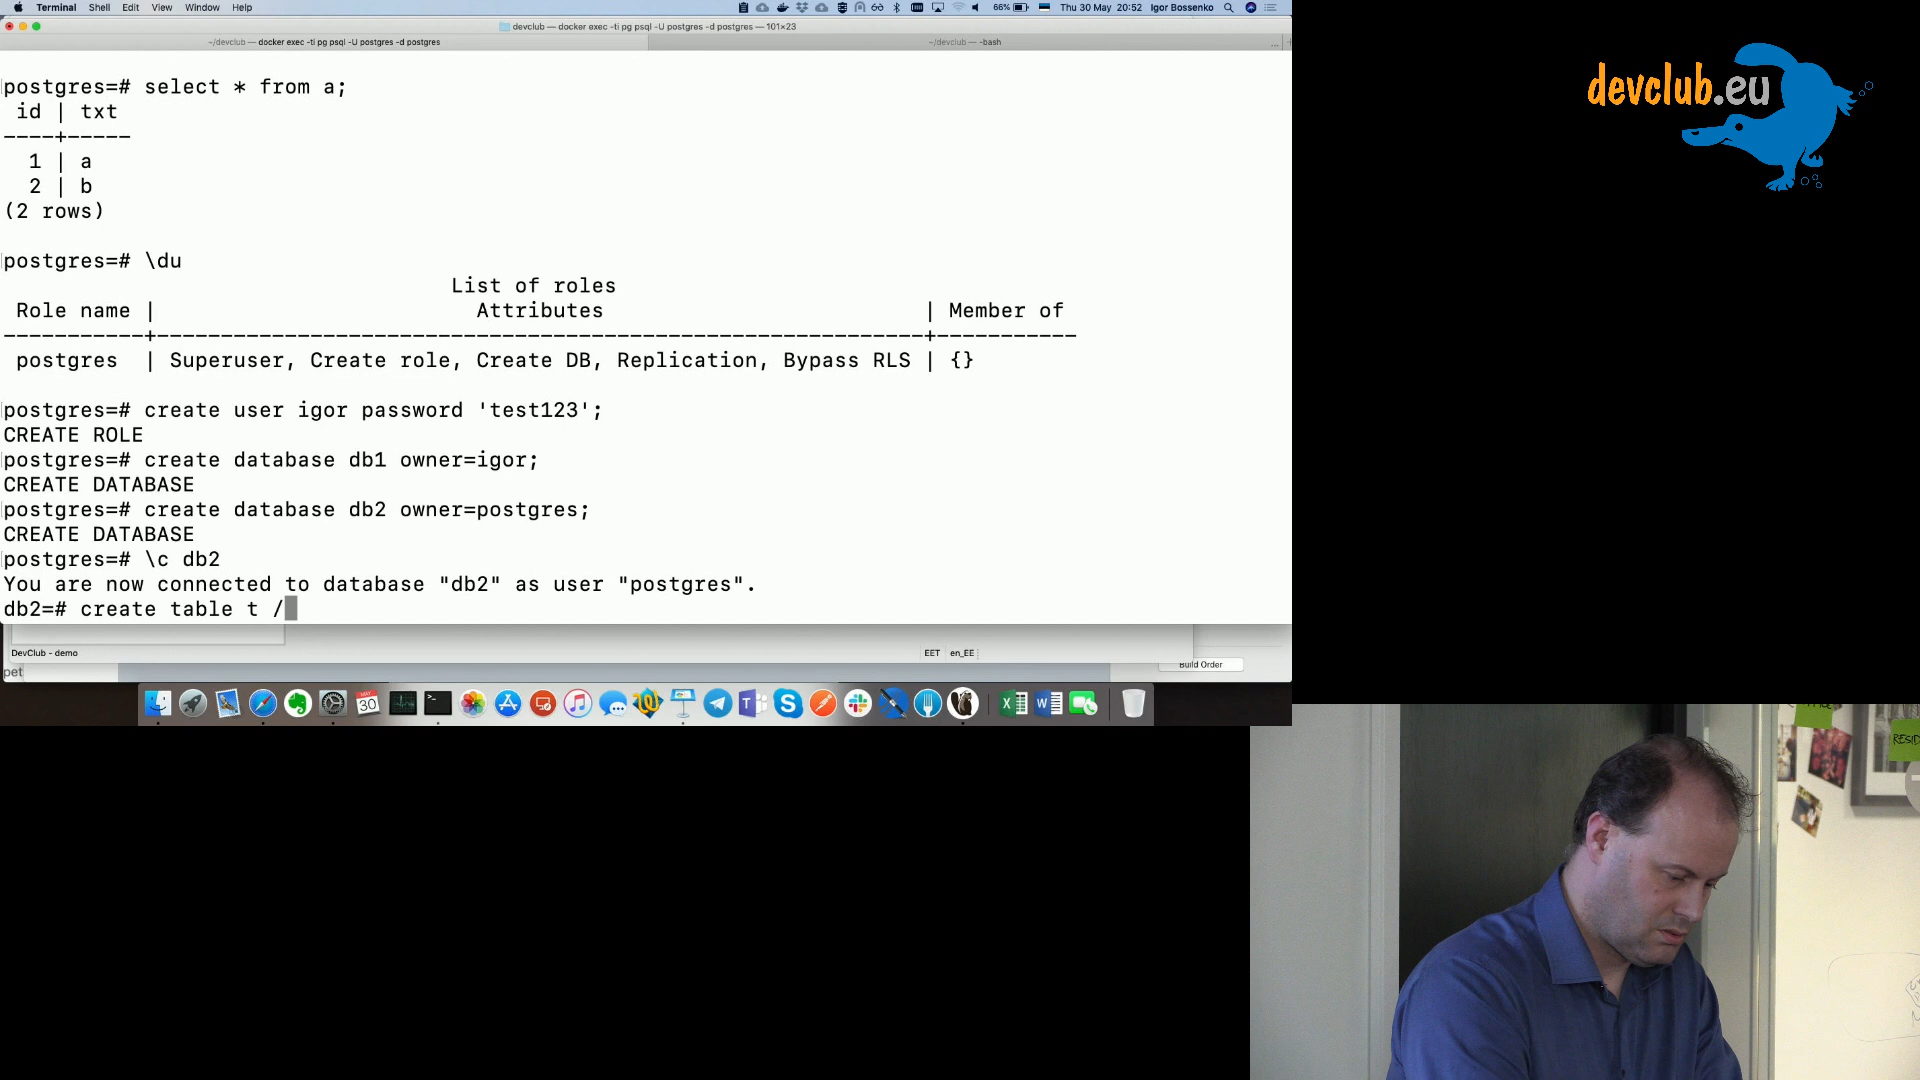 Terminal Shell Edit View Window Help 66% Thu 30 May 20:52 Igor Bossenko
devclub — docker exec -ti pg psql -U postgres -d postgres — 101×23
~/devclub — docker exec -ti pg psql -U postgres -d postgres ~/devclub — -bash ...
postgres=# select * from a;
 id | txt
----+-----
  1 | a
  2 | b
(2 rows)
postgres=# \du
List of roles
Role name | Attributes | Member of
-----------+------------------------------------------------------------+-----------
postgres | Superuser, Create role, Create DB, Replication, Bypass RLS | {}
postgres=# create user igor password 'test123';
CREATE ROLE
postgres=# create database db1 owner=igor;
CREATE DATABASE
postgres=# create database db2 owner=postgres;
CREATE DATABASE
postgres=# \c db2
You are now connected to database "db2" as user "postgres".
db2=# create table t /
DevClub - demo EET en_EE
pet Build Order
MAY
30
devclub.eu
RESID